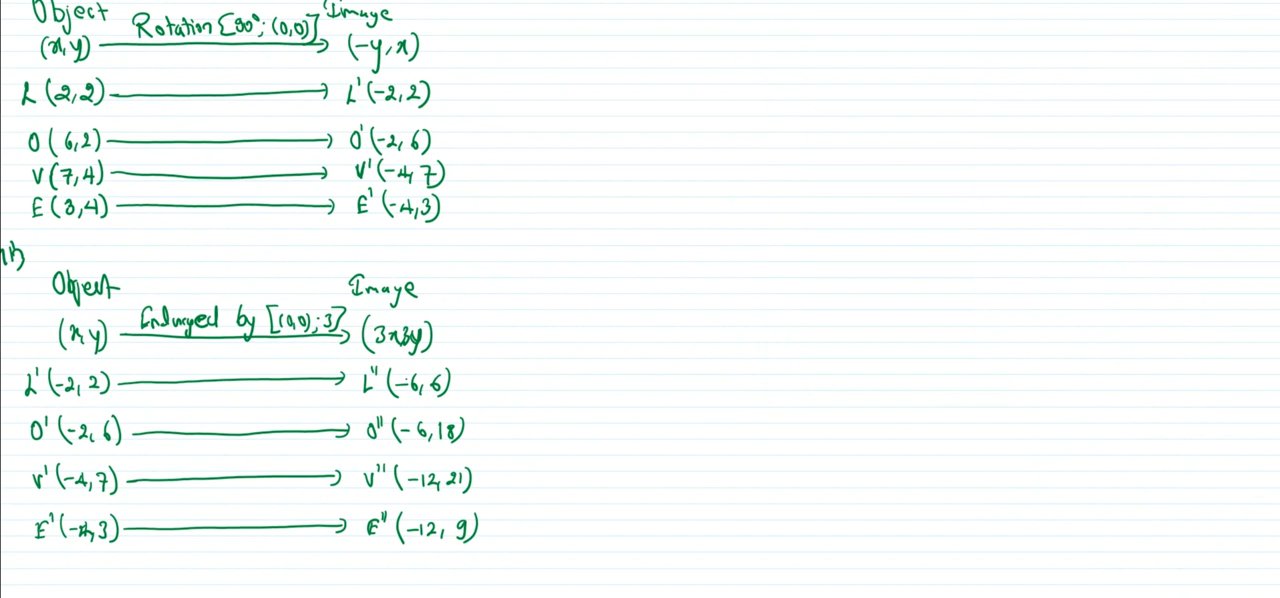 Object Rotation [90°; (0,0)] Image
(x,y) → (-y,x)
L(2,2) → L'(-2,2)
O(6,2) → O'(-2,6)
V(7,4) → V'(-4,7)
E(3,4) → E'(-4,3)
Object Image
(x,y) Enlarged by [(0,0);3] → (3x,3y)
L'(-2,2) → L"(-6,6)
O'(-2,6) → O"(-6,18)
V'(-4,7) → V"(-12,21)
E'(-4,3) → E"(-12,9)